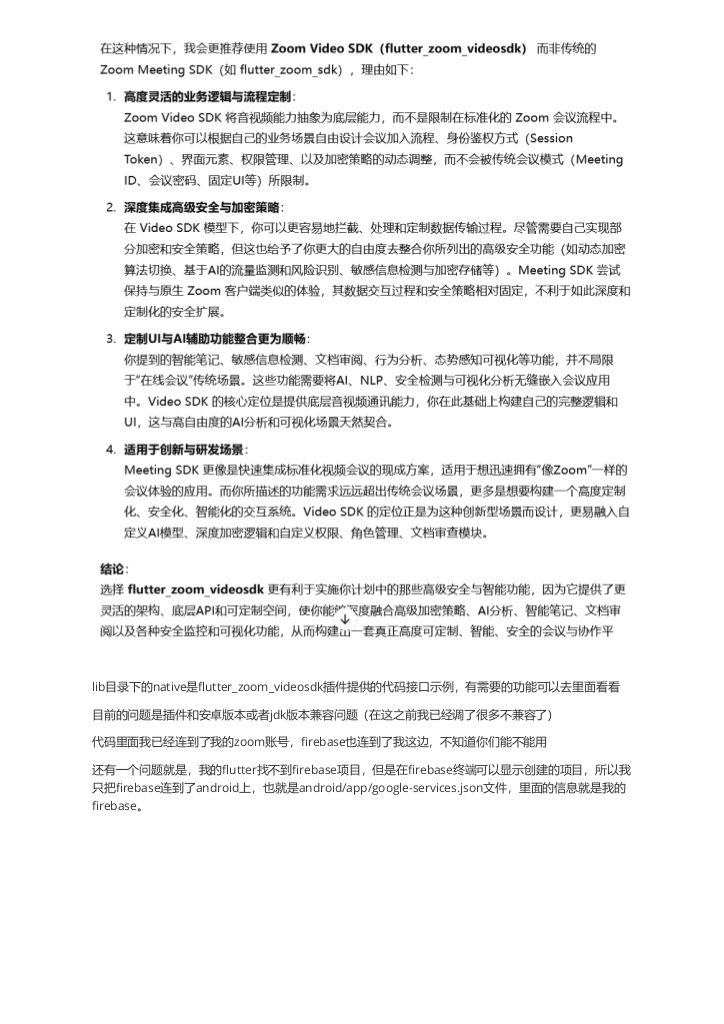 在这种情况下，我会更推荐使用 Zoom Video SDK（flutter_zoom_videosdk） 而非传统的
Zoom Meeting SDK（如 flutter_zoom_sdk），理由如下：
1. 高度灵活的业务逻辑与流程定制：
Zoom Video SDK 将音视频能力抽象为底层能力，而不是限制在标准化的 Zoom 会议流程中。
这意味着你可以根据自己的业务场景自由设计会议加入流程、身份鉴权方式（Session
Token）、界面元素、权限管理、以及加密策略的动态调整，而不会被传统会议模式（Meeting
ID、会议密码、固定UI等）所限制。
2. 深度集成高级安全与加密策略：
在 Video SDK 模型下，你可以更容易地拦截、处理和定制数据传输过程。尽管需要自己实现部
分加密和安全策略，但这也给予了你更大的自由度去整合你所列出的高级安全功能（如动态加密
算法切换、基于AI的流量监测和风险识别、敏感信息检测与加密存储等）。Meeting SDK 尝试
保持与原生 Zoom 客户端类似的体验，其数据交互过程和安全策略相对固定，不利于如此深度和
定制化的安全扩展。
3. 定制UI与AI辅助功能整合更为顺畅：
你提到的智能笔记、敏感信息检测、文档审阅、行为分析、态势感知可视化等功能，并不局限
于“在线会议”传统场景。这些功能需要将AI、NLP、安全检测与可视化分析无缝嵌入会议应用
中。Video SDK 的核心定位是提供底层音视频通讯能力，你在此基础上构建自己的完整逻辑和
UI，这与高自由度的AI分析和可视化场景天然契合。
4. 适用于创新与研发场景：
Meeting SDK 更像是快速集成标准化视频会议的现成方案，适用于想迅速拥有“像Zoom”一样的
会议体验的应用。而你所描述的功能需求远远超出传统会议场景，更多是想要构建一个高度定制
化、安全化、智能化的交互系统。Video SDK 的定位正是为这种创新型场景而设计，更易融入自
定义AI模型、深度加密逻辑和自定义权限、角色管理、文档审查模块。
结论：
选择 flutter_zoom_videosdk 更有利于实施你计划中的那些高级安全与智能功能，因为它提供了更
灵活的架构、底层API和可定制空间，使你能够深度融合高级加密策略、AI分析、智能笔记、文档审
阅以及各种安全监控和可视化功能，从而构建出一套真正高度可定制、智能、安全的会议与协作平
lib目录下的native是flutter_zoom_videosdk插件提供的代码接口示例，有需要的功能可以去里面看看
目前的问题是插件和安卓版本或者jdk版本兼容问题（在这之前我已经调了很多不兼容了）
代码里面我已经连到了我的zoom账号，firebase也连到了我这边，不知道你们能不能用
还有一个问题就是，我的flutter找不到firebase项目，但是在firebase终端可以显示创建的项目，所以我
只把firebase连到了android上，也就是android/app/google-services.json文件，里面的信息就是我的
firebase。